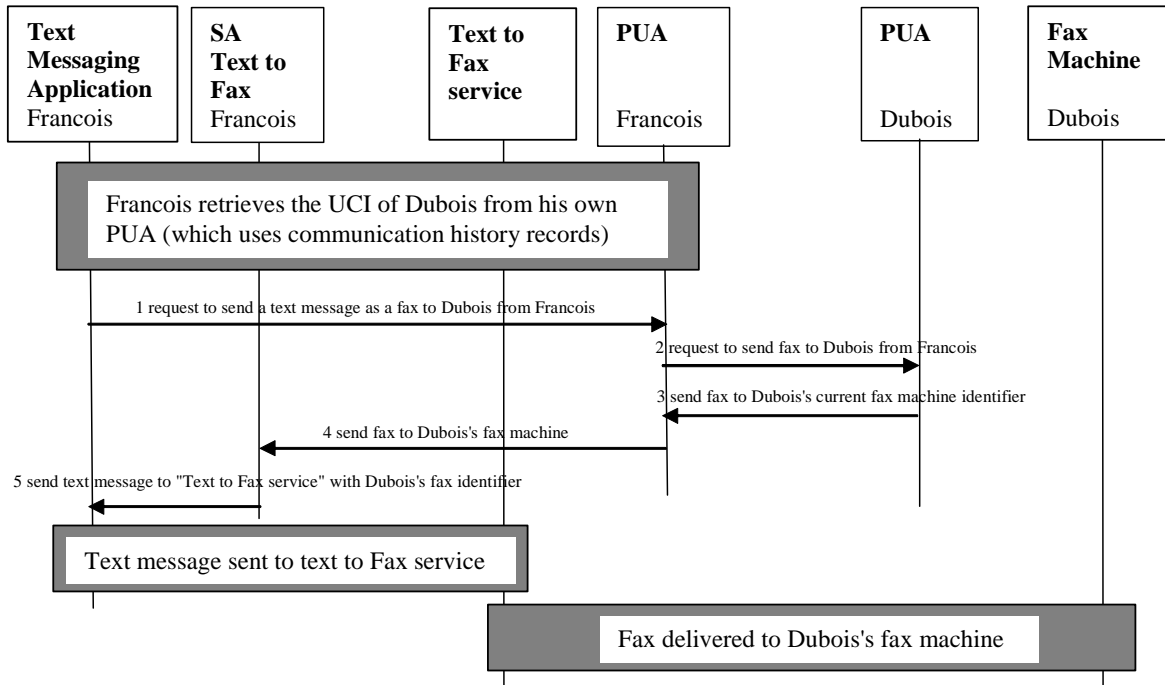 Text
Messaging
Application
Francois
SA
Text to
Fax
Francois
Text to
Fax
service
PUA
Francois
PUA
Dubois
Fax
Machine
Dubois
Francois retrieves the UCI of Dubois from his own
PUA (which uses communication history records)
1 request to send a text message as a fax to Dubois from Francois
2 request to send fax to Dubois from Francois
3 send fax to Dubois's current fax machine identifier
4 send fax to Dubois's fax machine
5 send text message to "Text to Fax service" with Dubois's fax identifier
Text message sent to text to Fax service
Fax delivered to Dubois's fax machine